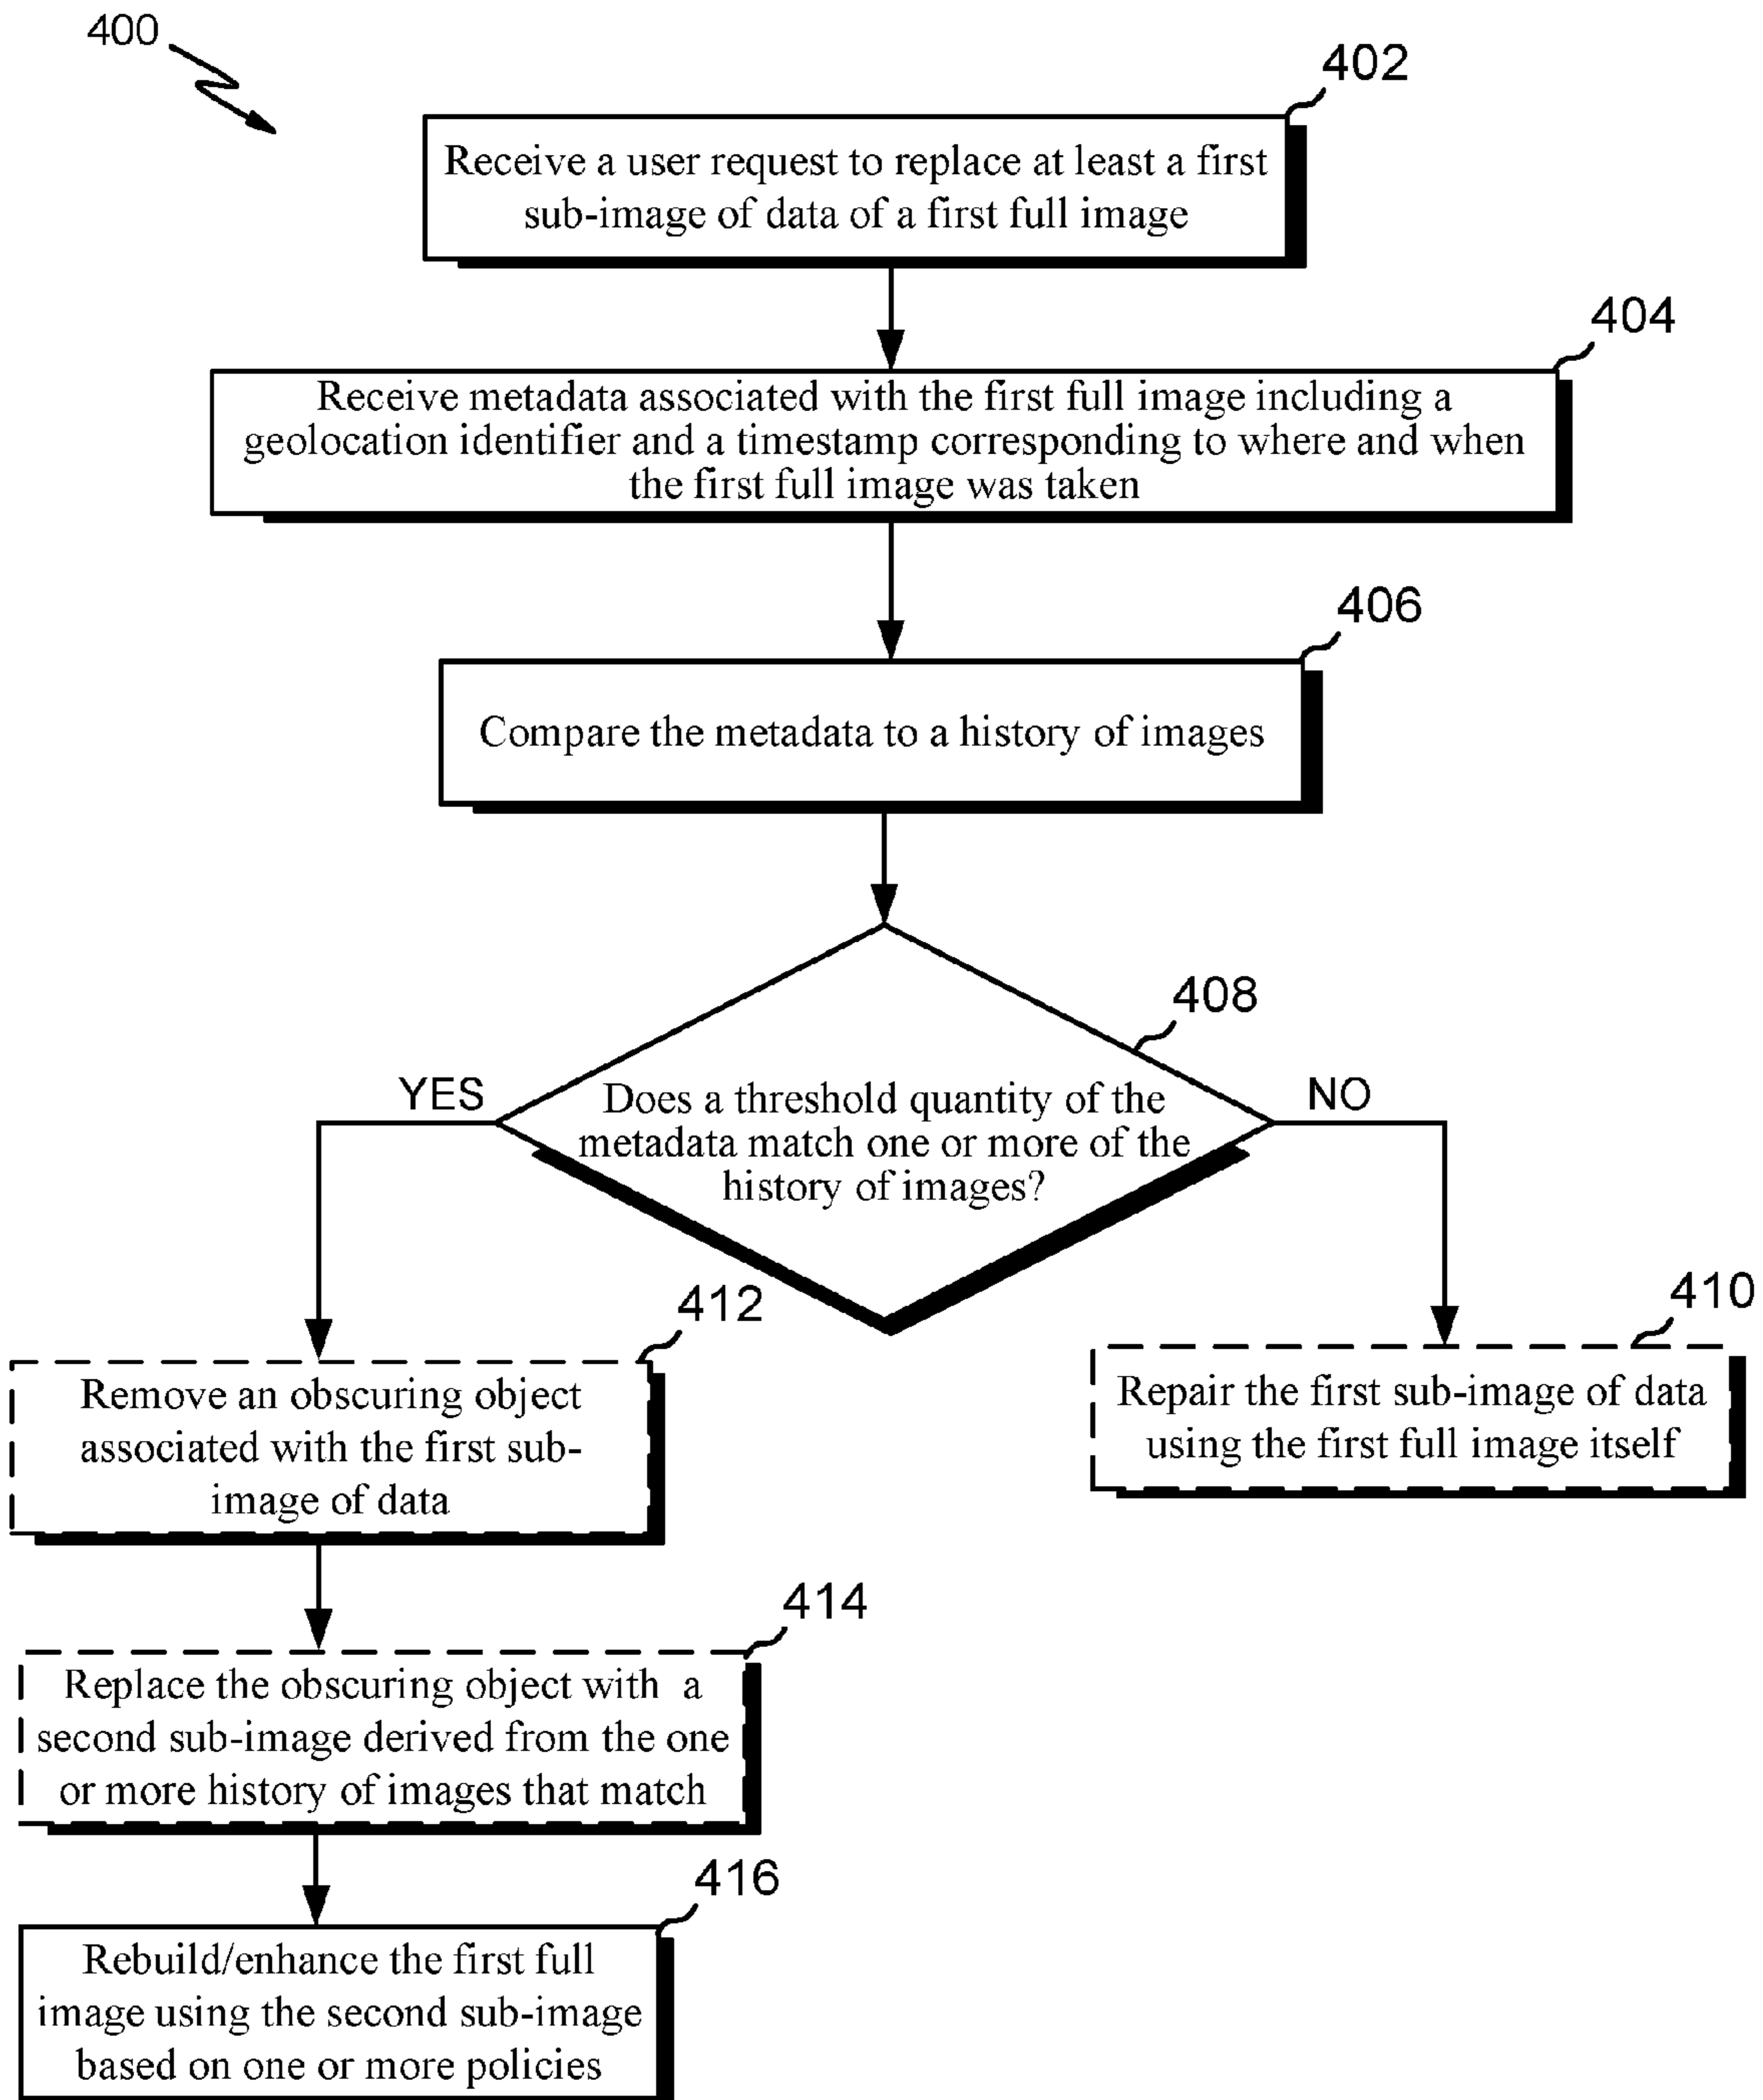 400
402
Receive a user request to replace at least a first
sub-image of data of a first full image
404
Receive metadata associated with the first full image including a
geolocation identifier and a timestamp corresponding to where and when
the first full image was taken
406
Compare the metadata to a history of images
408
YES
NO
Does a threshold quantity of the
metadata match one or more of the
history of images?
412
Remove an obscuring object
associated with the first sub-
image of data
410
Repair the first sub-image of data
using the first full image itself
414
Replace the obscuring object with a
second sub-image derived from the one
or more history of images that match
416
Rebuild/enhance the first full
image using the second sub-image
based on one or more policies